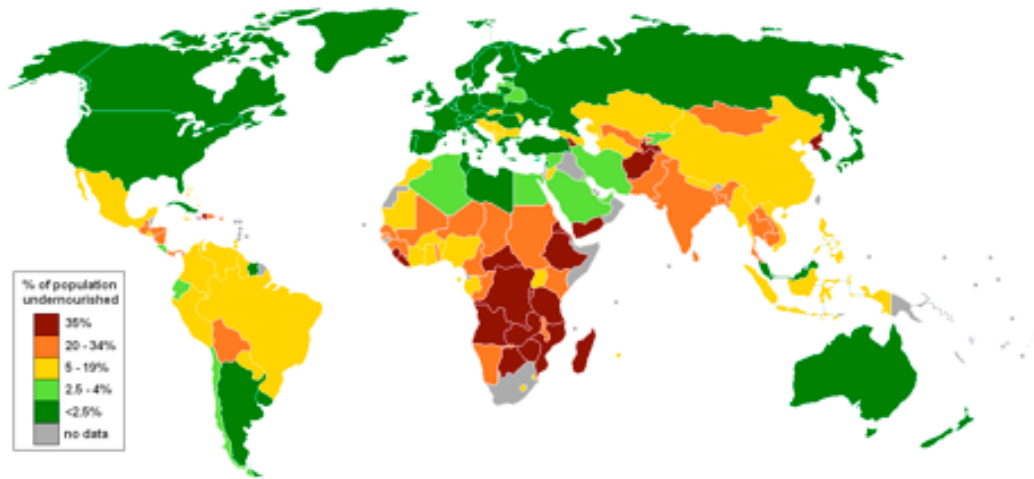 % of population
undernourished
35%
20 - 34%
5 - 19%
2.5 - 4%
<2.5%
no data